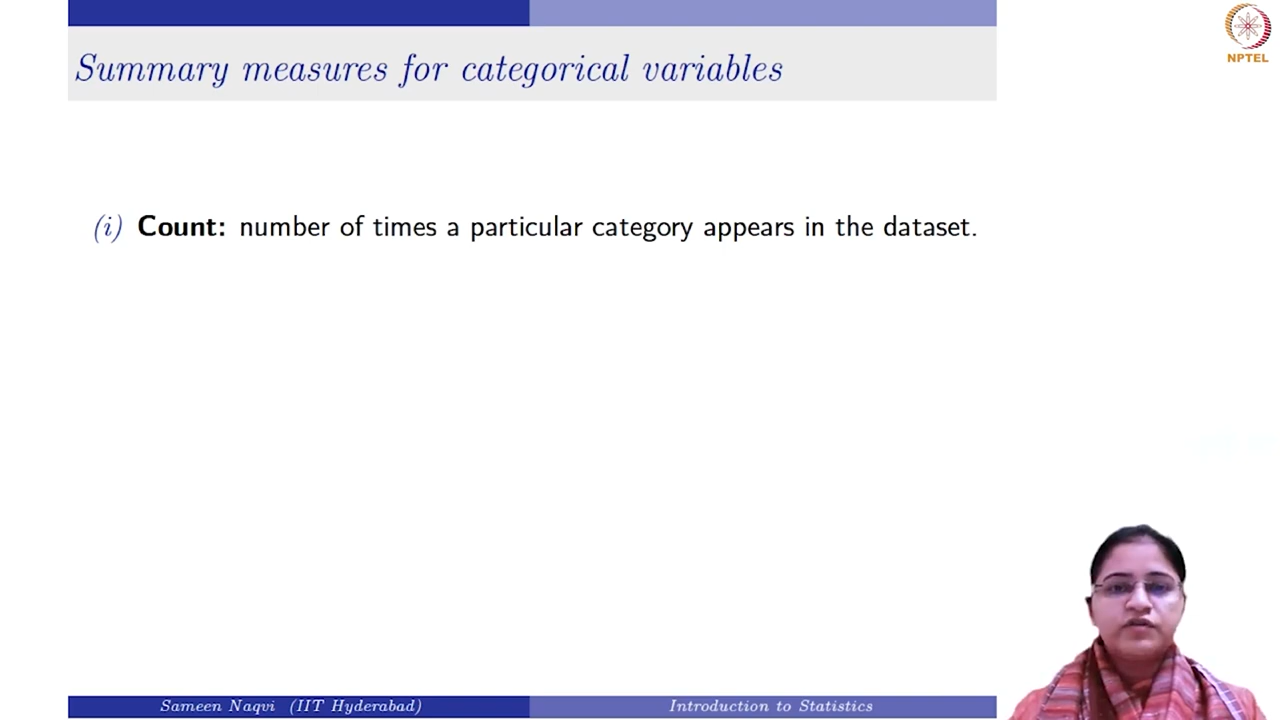 Summary measures for categorical variables
NPTEL
(i) Count: number of times a particular category appears in the dataset.
Sameen Naqvi (IIT Hyderabad)
Introduction to Statistics